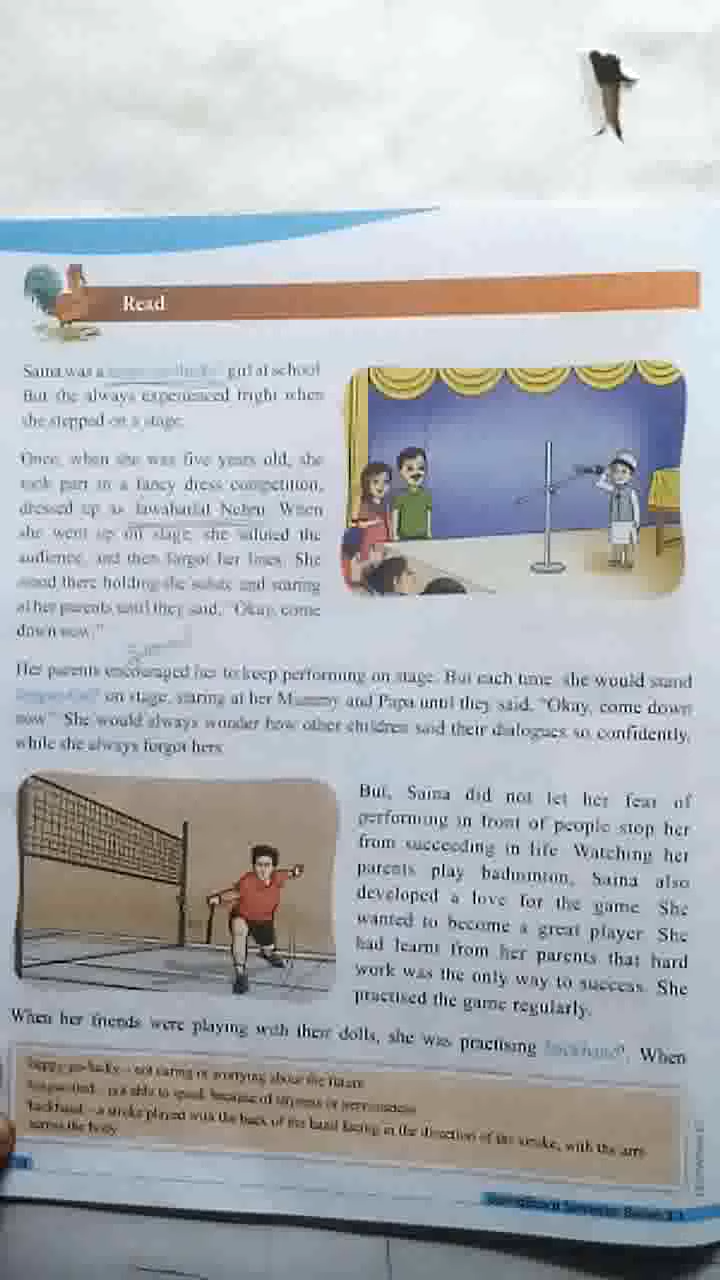 Read
Saina was a happy-go-lucky girl at school
But she always experienced fright when
she stepped on a stage.
Once, when she was five years old, she
took part in a fancy dress competition,
dressed up as Jawaharlal Nehru. When
she went up on stage, she saluted the
audience, and then forgot her lines. She
stood there holding the salute and staring
at her parents until they said, "Okay, come
down now."
Her parents encouraged her to keep performing on stage. But each time, she would stand
tongue-tied on stage, staring at her Mummy and Papa until they said, "Okay, come down
now." She would always wonder how other children said their dialogues so confidently,
while she always forgot hers.
But, Saina did not let her fear of
performing in front of people stop her
from succeeding in life. Watching her
parents play badminton, Saina also
developed a love for the game. She
wanted to become a great player. She
had learnt from her parents that hard
work was the only way to success. She
practised the game regularly.
When her friends were playing with their dolls, she was practising backhand. When
happy-go-lucky – not caring or worrying about the future
tongue-tied – not able to speak because of shyness or nervousness
backhand – a stroke played with the back of the hand facing in the direction of the stroke, with the arm
across the body